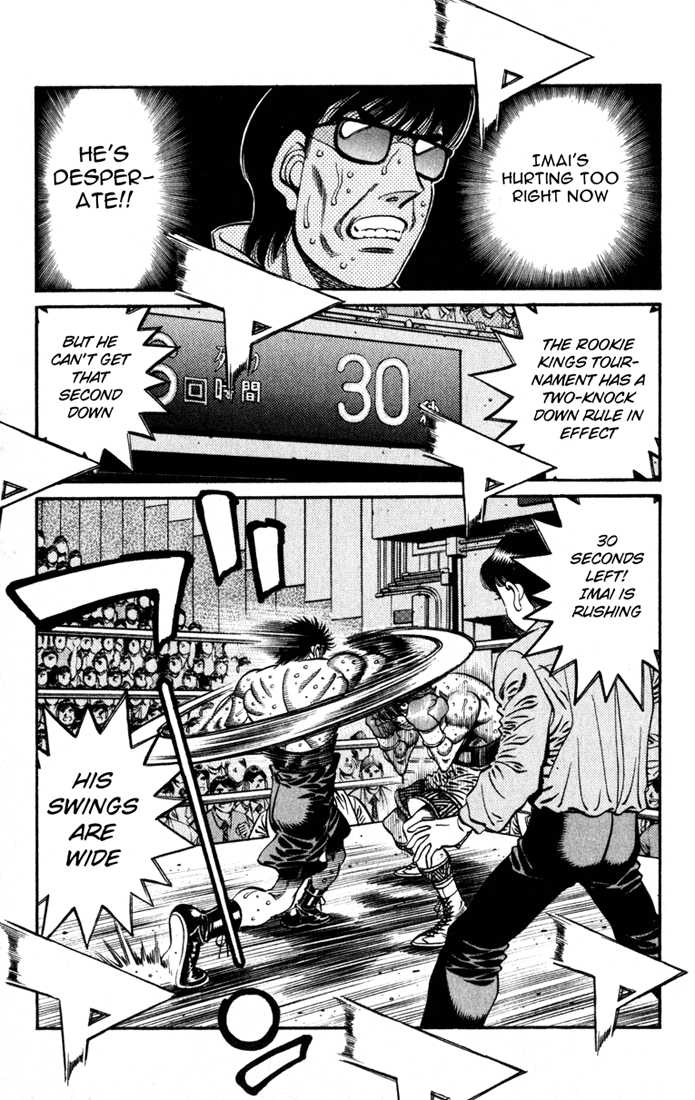 IMAI'S
HURTING TOO
RIGHT NOW
HE'S
DESPER-
ATE!!
THE ROOKIE
KINGS TOUR-
NAMENT HAS A
TWO-KNOCK
DOWN RULE IN
EFFECT
BUT HE
CAN'T GET
THAT
SECOND
DOWN
回時間 30
30
SECONDS
LEFT!
IMAI IS
RUSHING
HIS
SWINGS
ARE
WIDE
ブン